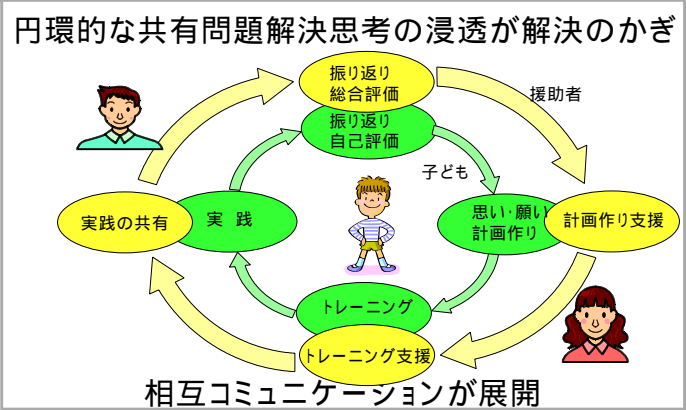 円環的な共有問題解決思考の浸透が解決のかぎ
振り返り
総合評価
援助者
振り返り
自己評価
子ども
実践の共有
実 践
思い・願い
計画作り
計画作り支援
トレーニング
トレーニング支援
相互コミュニケーションが展開